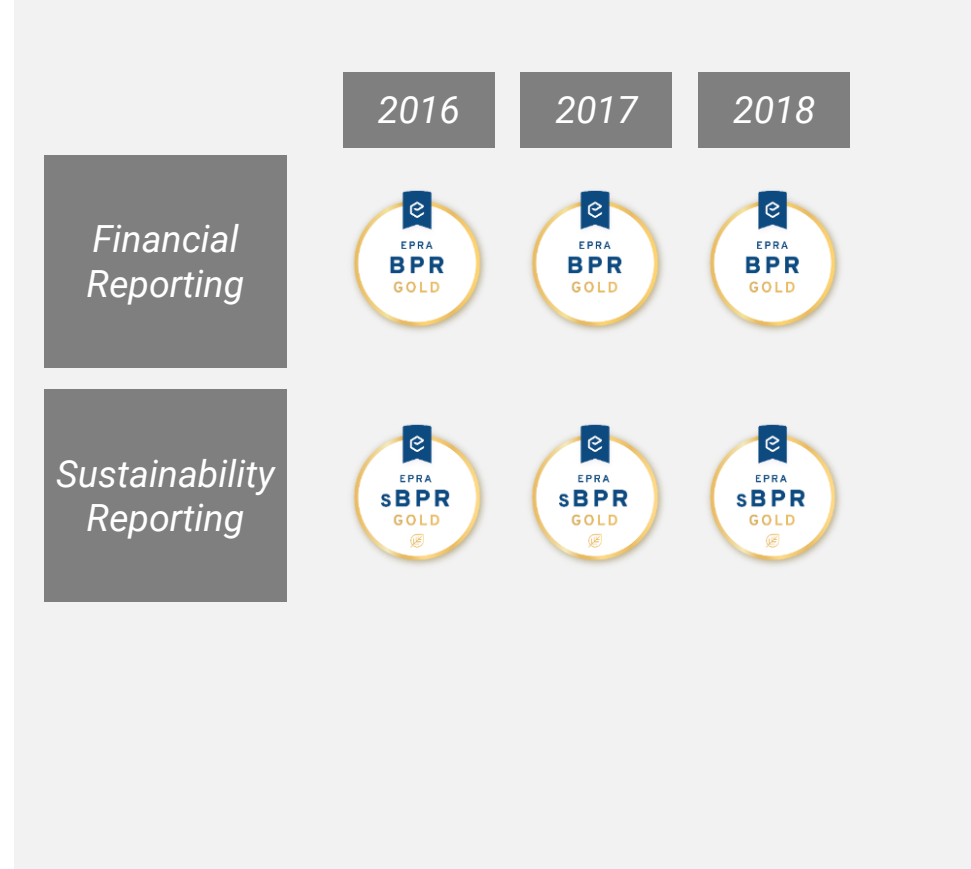 2016 2017 2018
Financial
Reporting
EPRA EPRA EPRA
BPR BPR BPR
GOLD GOLD GOLD
Sustainability
Reporting
EPRA EPRA EPRA
sBPR sBPR sBPR
GOLD GOLD GOLD